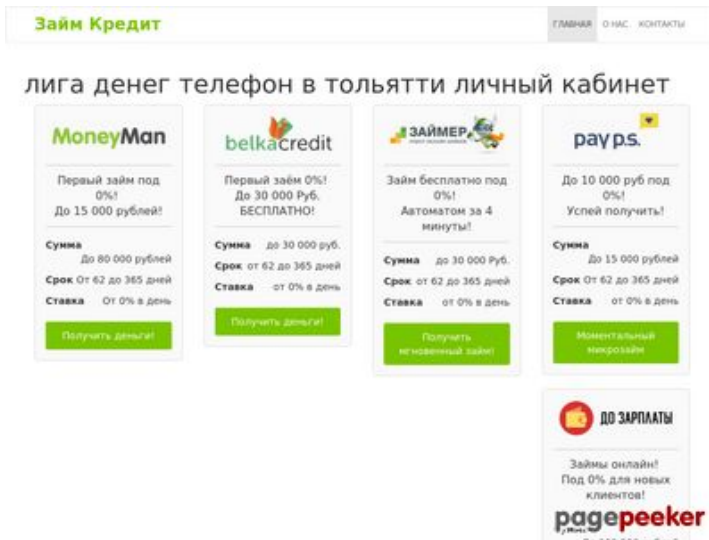 Займ Кредит
ГЛАВНАЯ О НАС КОНТАКТЫ
лига денег телефон в тольятти личный кабинет
MoneyMan
Первый займ под
0%!
До 15 000 рублей!
Сумма
До 80 000 рублей
Срок От 62 до 365 дней
Ставка От 0% в день
Получить деньги!
belkacredit
Первый заём 0%!
До 30 000 Руб.
БЕСПЛАТНО!
Сумма до 30 000 руб.
Срок от 62 до 365 дней
Ставка от 0% в день
Получить деньги!
ЗАЙМЕР
Займ бесплатно под
0%!
Автоматом за 4
минуты!
Сумма до 30 000 Руб.
Срок от 62 до 365 дней
Ставка от 0% в день
Получить
мгновенный займ!
pay p.s.
До 10 000 руб под
0%!
Успей получить!
Сумма
До 15 000 рублей
Срок От 62 до 365 дней
Ставка От 0% в день
Моментальный
микрозайм
ДО ЗАРПЛАТЫ
Займы онлайн!
Под 0% для новых
клиентов!
pagepeeker